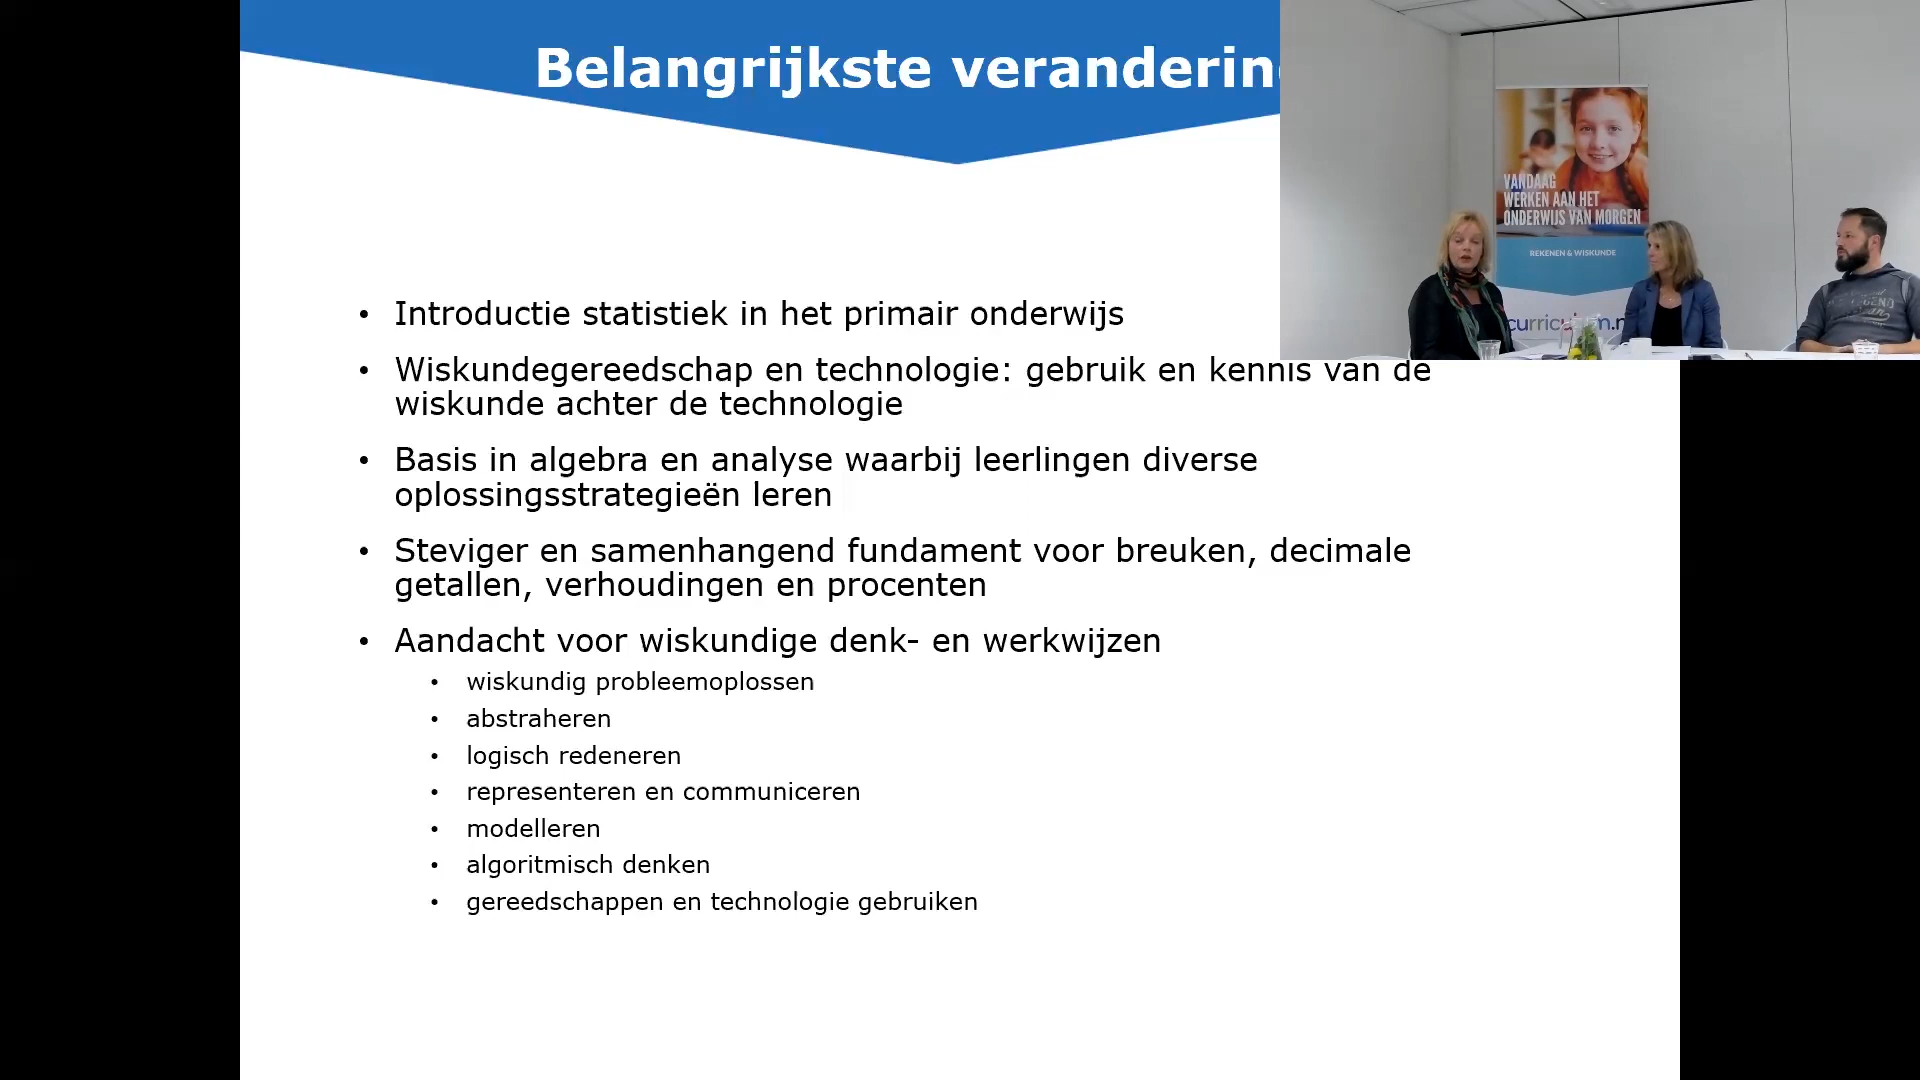 Belangrijkste verandering
VANDAAG
WERKEN AAN HET
ONDERWIJS VAN MORGEN
REKENEN & WISKUNDE
• Introductie statistiek in het primair onderwijs
• Wiskundegereedschap en technologie: gebruik en kennis van de
wiskunde achter de technologie
• Basis in algebra en analyse waarbij leerlingen diverse
oplossingsstrategieën leren
• Steviger en samenhangend fundament voor breuken, decimale
getallen, verhoudingen en procenten
• Aandacht voor wiskundige denk- en werkwijzen
• wiskundig probleemoplossen
• abstraheren
• logisch redeneren
• representeren en communiceren
• modelleren
• algoritmisch denken
• gereedschappen en technologie gebruiken